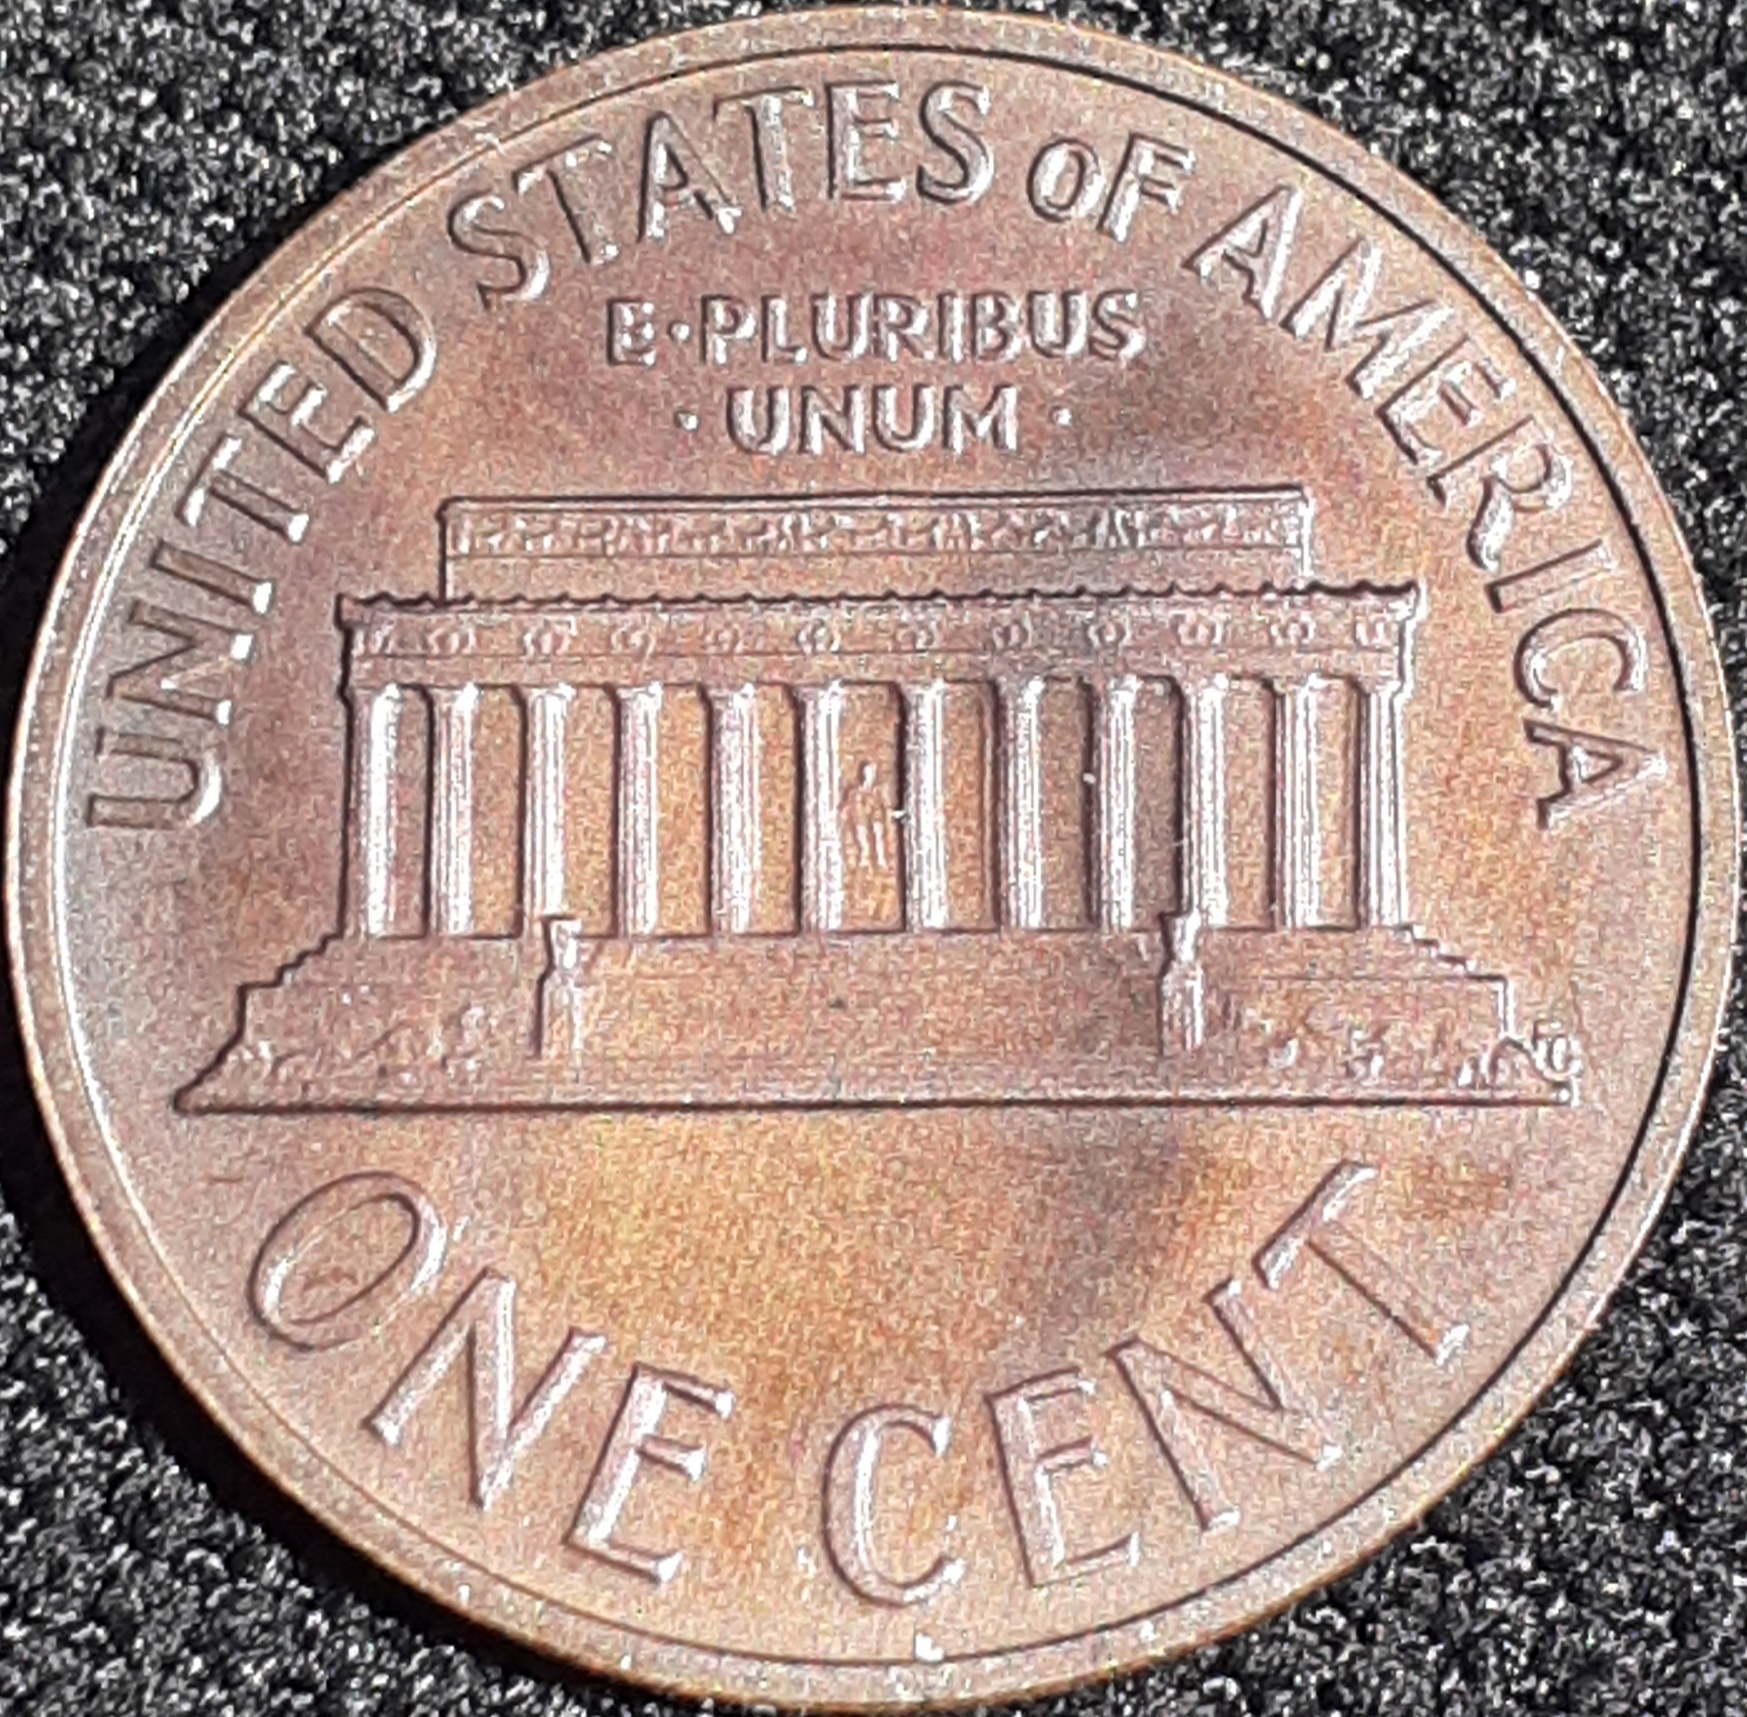 UNITED STATES OF AMERICA
E·PLURIBUS
·UNUM·
ONE CENT